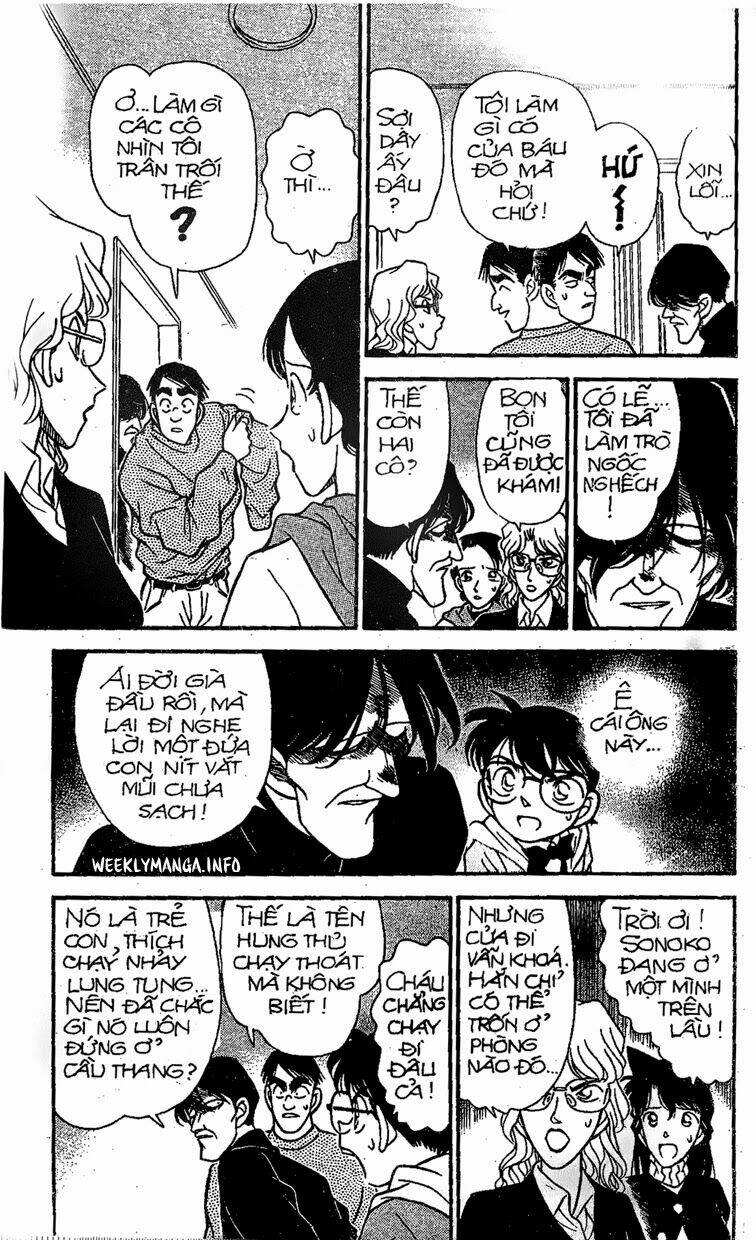 XIN
LỖI...
HỨ
!
TÔI LÀM
GÌ CÓ
CỦA BÁU
ĐÓ MÀ
HỎI
CHỨ!
SỢI
DÂY
ẤY
ĐÂU
?
Ờ
THÌ...
Ơ...LÀM GÌ
CÁC CÔ
NHÌN TÔI
TRÂN TRỐI
THẾ
?
CÓ LẼ...
TÔI ĐÃ
LÀM TRÒ
NGỐC
NGHẾCH
!
BỌN
TÔI
CŨNG
ĐÃ ĐƯỢC
KHÁM!
THẾ
CÒN
HAI
CÔ?
Ê
CÁI ÔNG
NÀY...
AI ĐỜI GIÀ
ĐẦU RỒI, MÀ
LẠI ĐI NGHE
LỜI MỘT ĐỨA
CON NÍT VẮT
MŨI CHƯA
SẠCH!
WEEKLYMANGA.INFO
TRỜI ƠI!
SONOKO
ĐANG Ở
MỘT MÌNH
TRÊN
LẦU!
NHƯNG
CỬA ĐI
VẪN KHOÁ.
HẮN CHỈ
CÓ THỂ
TRỐN Ở
PHÒNG
NÀO ĐÓ...
CHÁU
CHẲNG
CHẠY
ĐI
ĐÂU
CẢ!
THẾ LÀ TÊN
HUNG THỦ
CHẠY THOÁT
MÀ KHÔNG
BIẾT!
NÓ LÀ TRẺ
CON, THÍCH
CHẠY NHẢY
LUNG TUNG...
NÊN ĐÃ CHẮC
GÌ NÓ LUÔN
ĐỨNG Ở
CẦU THANG?